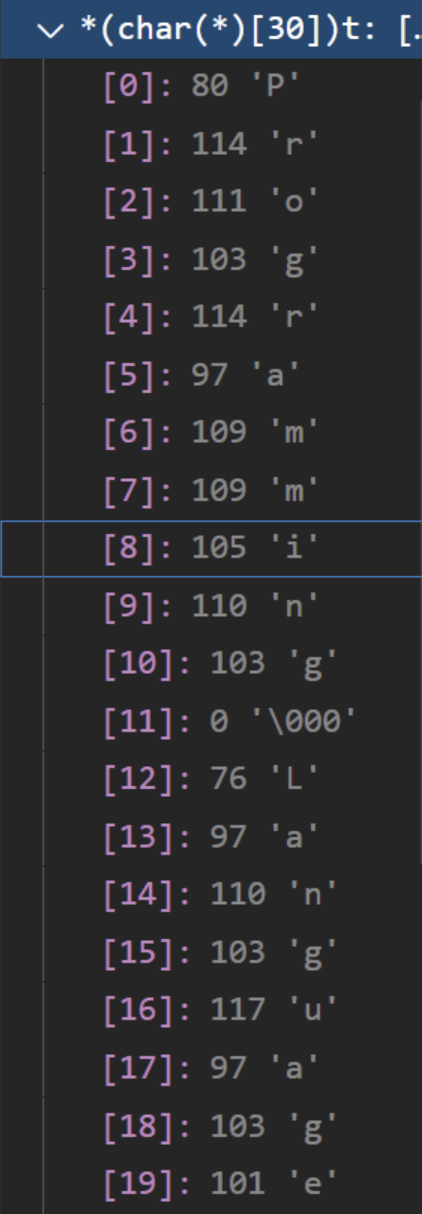 *(char(*)[30])t: [...
[0]: 80 'P'
[1]: 114 'r'
[2]: 111 'o'
[3]: 103 'g'
[4]: 114 'r'
[5]: 97 'a'
[6]: 109 'm'
[7]: 109 'm'
[8]: 105 'i'
[9]: 110 'n'
[10]: 103 'g'
[11]: 0 '\000'
[12]: 76 'L'
[13]: 97 'a'
[14]: 110 'n'
[15]: 103 'g'
[16]: 117 'u'
[17]: 97 'a'
[18]: 103 'g'
[19]: 101 'e'